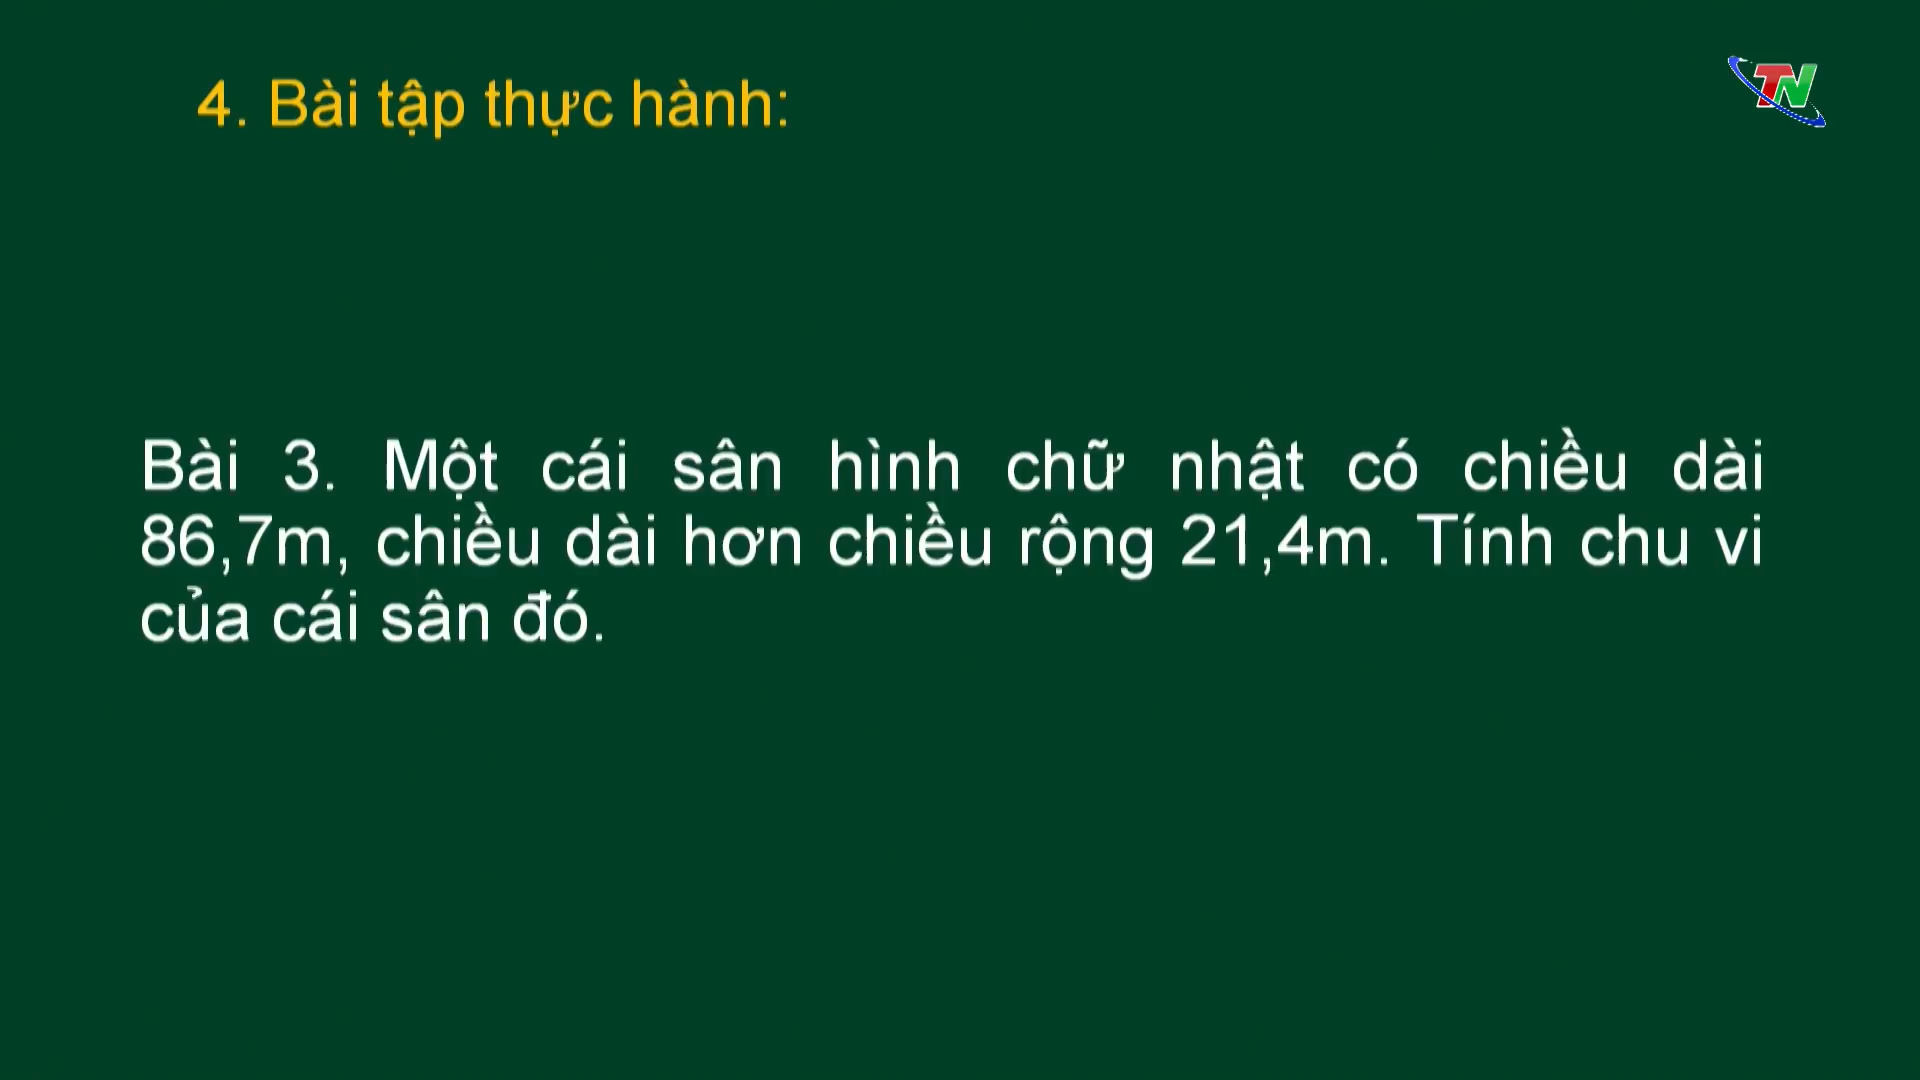 4. Bài tập thực hành:
TN
Bài 3. Một cái sân hình chữ nhật có chiều dài
86,7m, chiều dài hơn chiều rộng 21,4m. Tính chu vi
của cái sân đó.